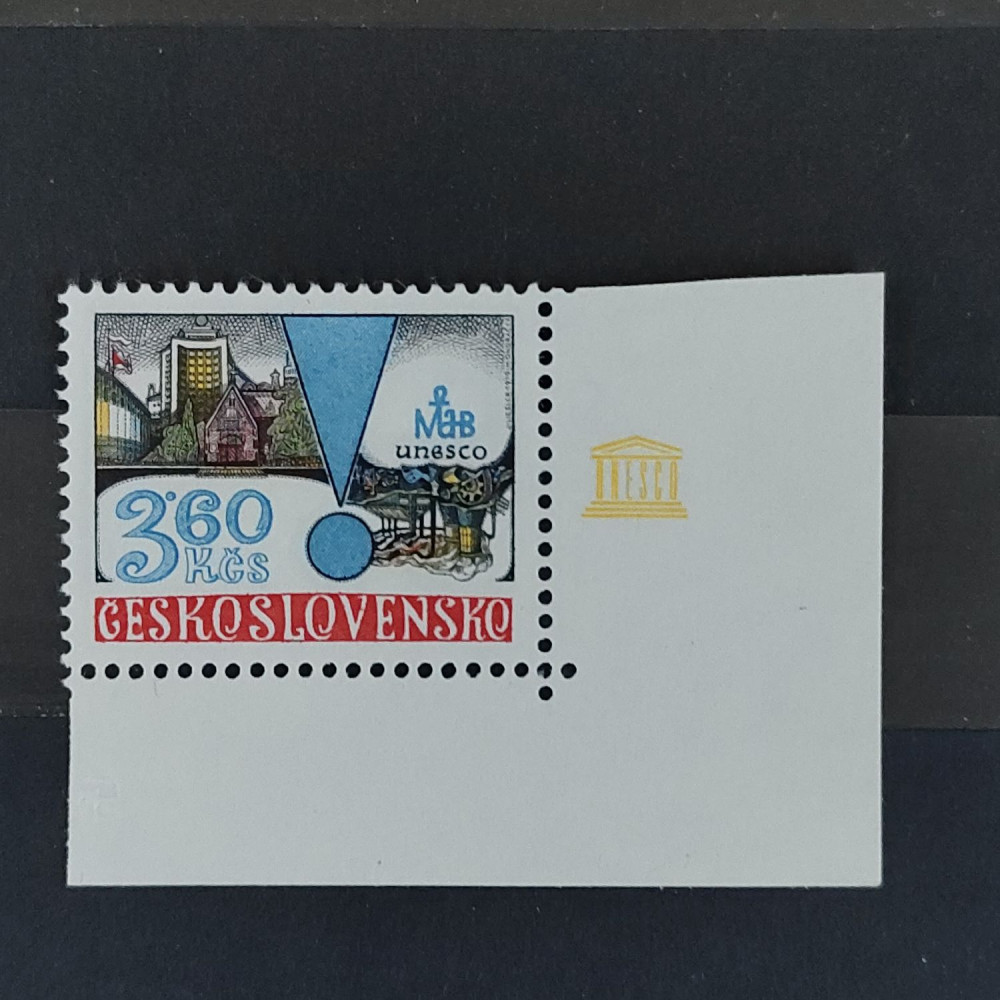 MaB
unesco
3.60
Kčs
ČESKOSLOVENSKO
UNESCO